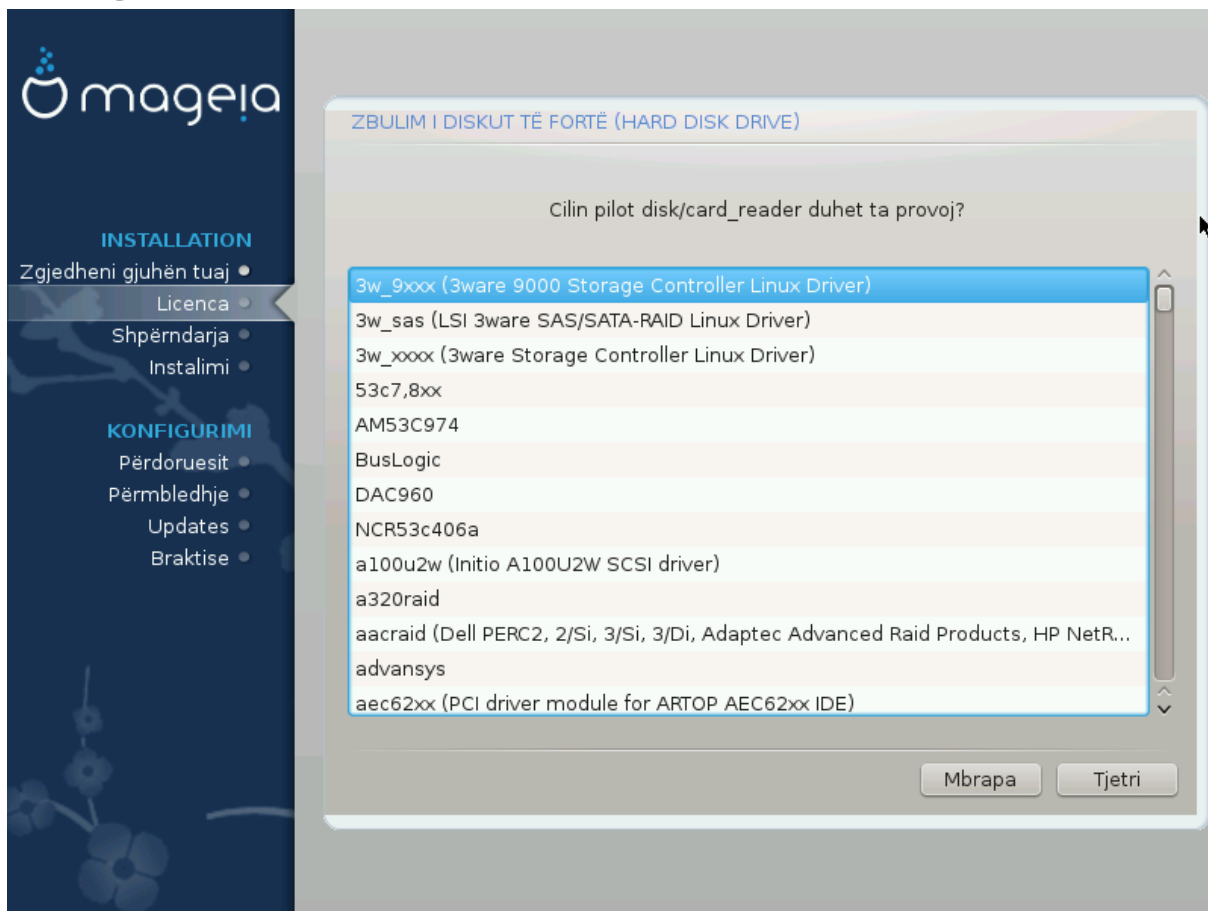 mageia
INSTALLATION
Zgjedheni gjuhën tuaj
Licenca
Shpërndarja
Instalimi
KONFIGURIMI
Përdoruesit
Përmbledhje
Updates
Braktise
ZBULIM I DISKUT TË FORTË (HARD DISK DRIVE)
Cilin pilot disk/card_reader duhet ta provoj?
3w_9xxx (3ware 9000 Storage Controller Linux Driver)
3w_sas (LSI 3ware SAS/SATA-RAID Linux Driver)
3w_xxxx (3ware Storage Controller Linux Driver)
53c7,8xx
AM53C974
BusLogic
DAC960
NCR53c406a
a100u2w (Initio A100U2W SCSI driver)
a320raid
aacraid (Dell PERC2, 2/Si, 3/Si, 3/Di, Adaptec Advanced Raid Products, HP NetR...
advansys
aec62xx (PCI driver module for ARTOP AEC62xx IDE)
Mbrapa
Tjetri